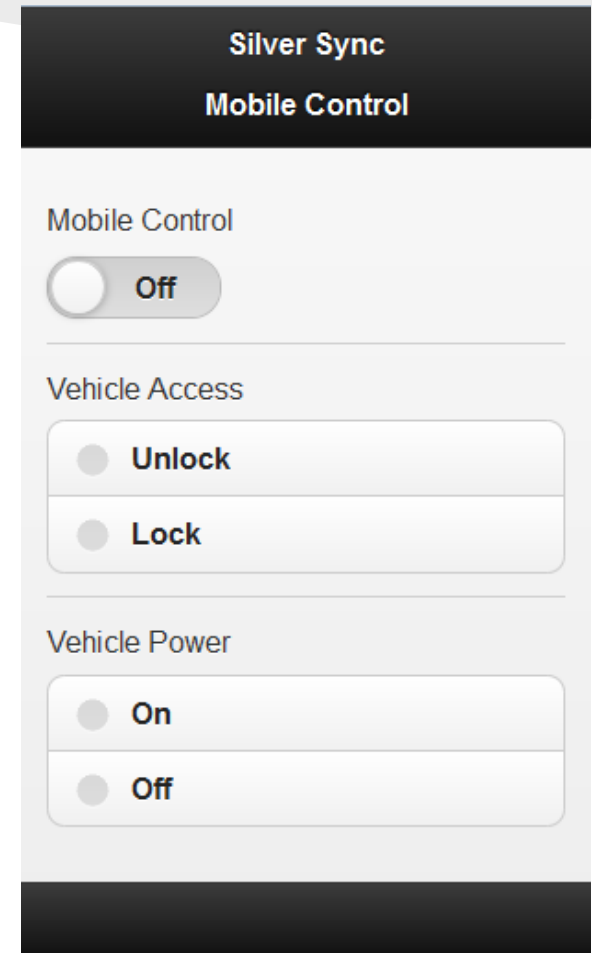 Silver Sync
Mobile Control
Mobile Control
Off
Vehicle Access
Unlock
Lock
Vehicle Power
On
Off